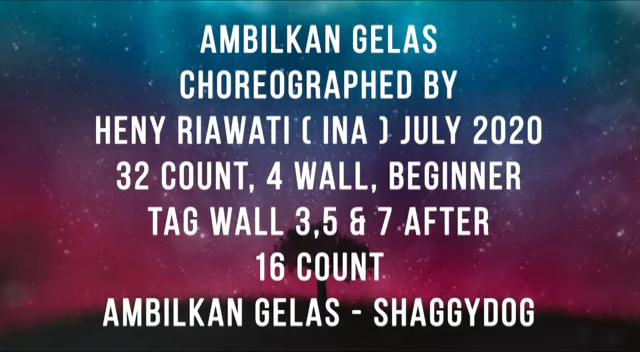 AMBILKAN GELAS
CHOREOGRAPHED BY
HENY RIAWATI ( INA ) JULY 2020
32 COUNT, 4 WALL, BEGINNER
TAG WALL 3,5 & 7 AFTER
16 COUNT
AMBILKAN GELAS - SHAGGYDOG